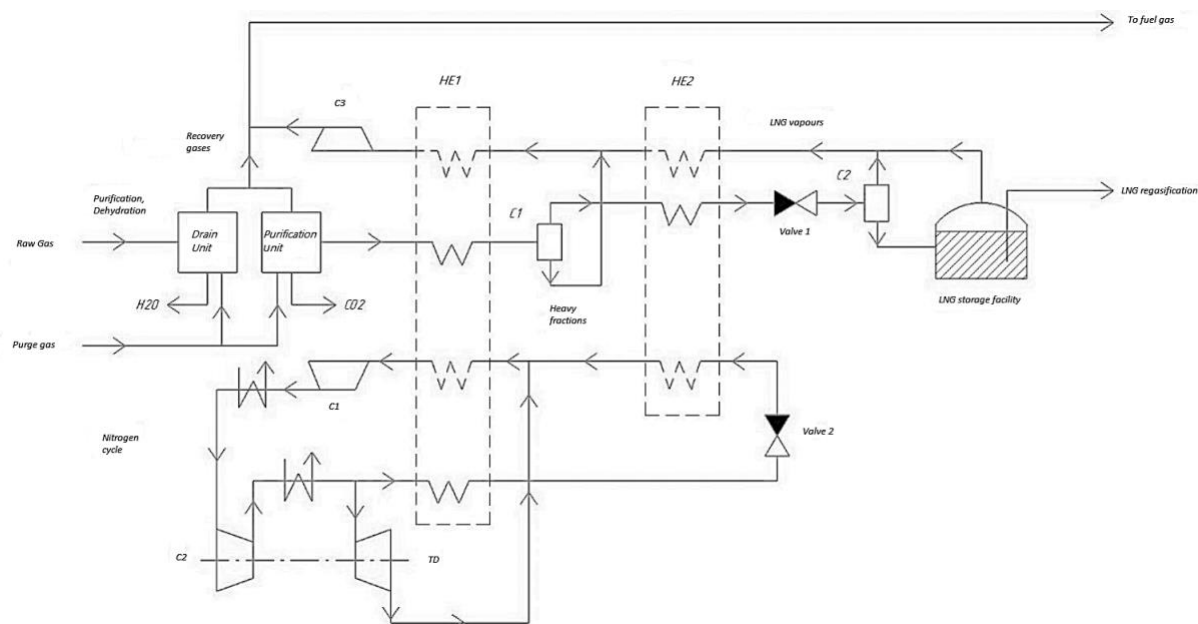 To fuel gas
HE1
HE2
C3
LNG vapours
Recovery
gases
C2
Purification,
Dehydration
LNG regasification
Drain
Unit
Purification
unit
C1
Raw Gas
Valve 1
H2O
CO2
LNG storage facility
Heavy
fractions
Purge gas
C1
Valve 2
Nitrogen
cycle
C2
TD